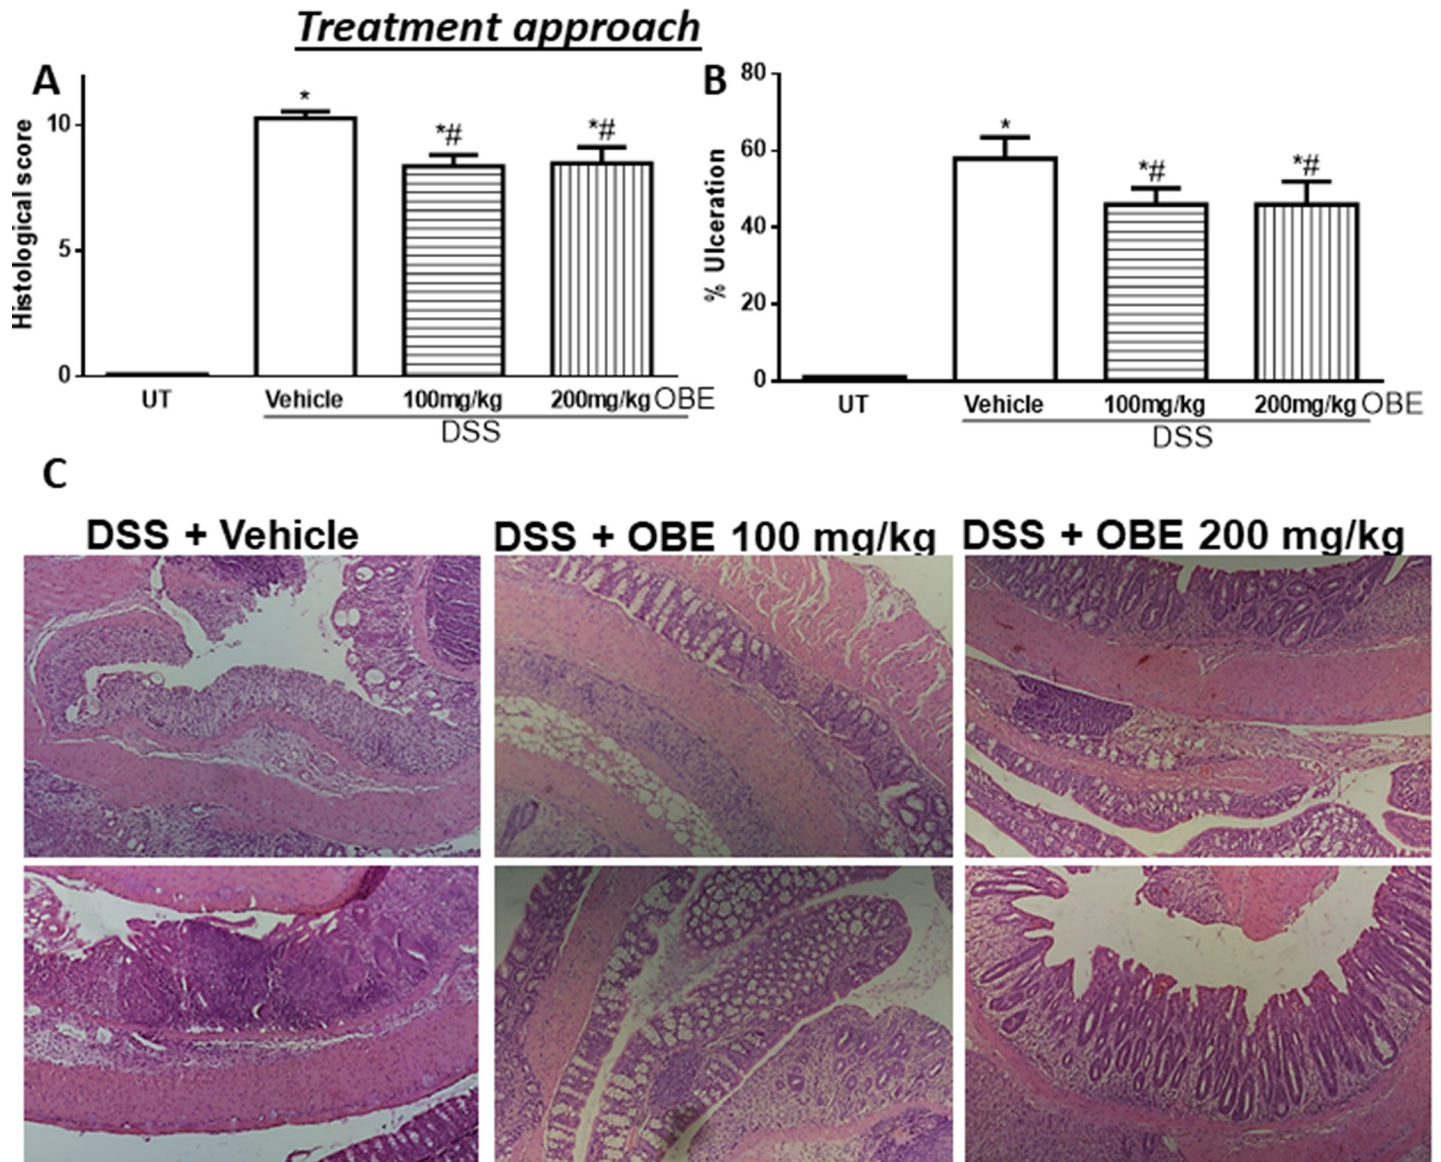 Treatment approach
A
Histological score
10
5
0
*
*#
*#
UT
Vehicle
100mg/kg
200mg/kg OBE
DSS
B
% Ulceration
80
60
40
20
0
*
*#
*#
UT
Vehicle
100mg/kg
200mg/kg OBE
DSS
C
DSS + Vehicle
DSS + OBE 100 mg/kg
DSS + OBE 200 mg/kg